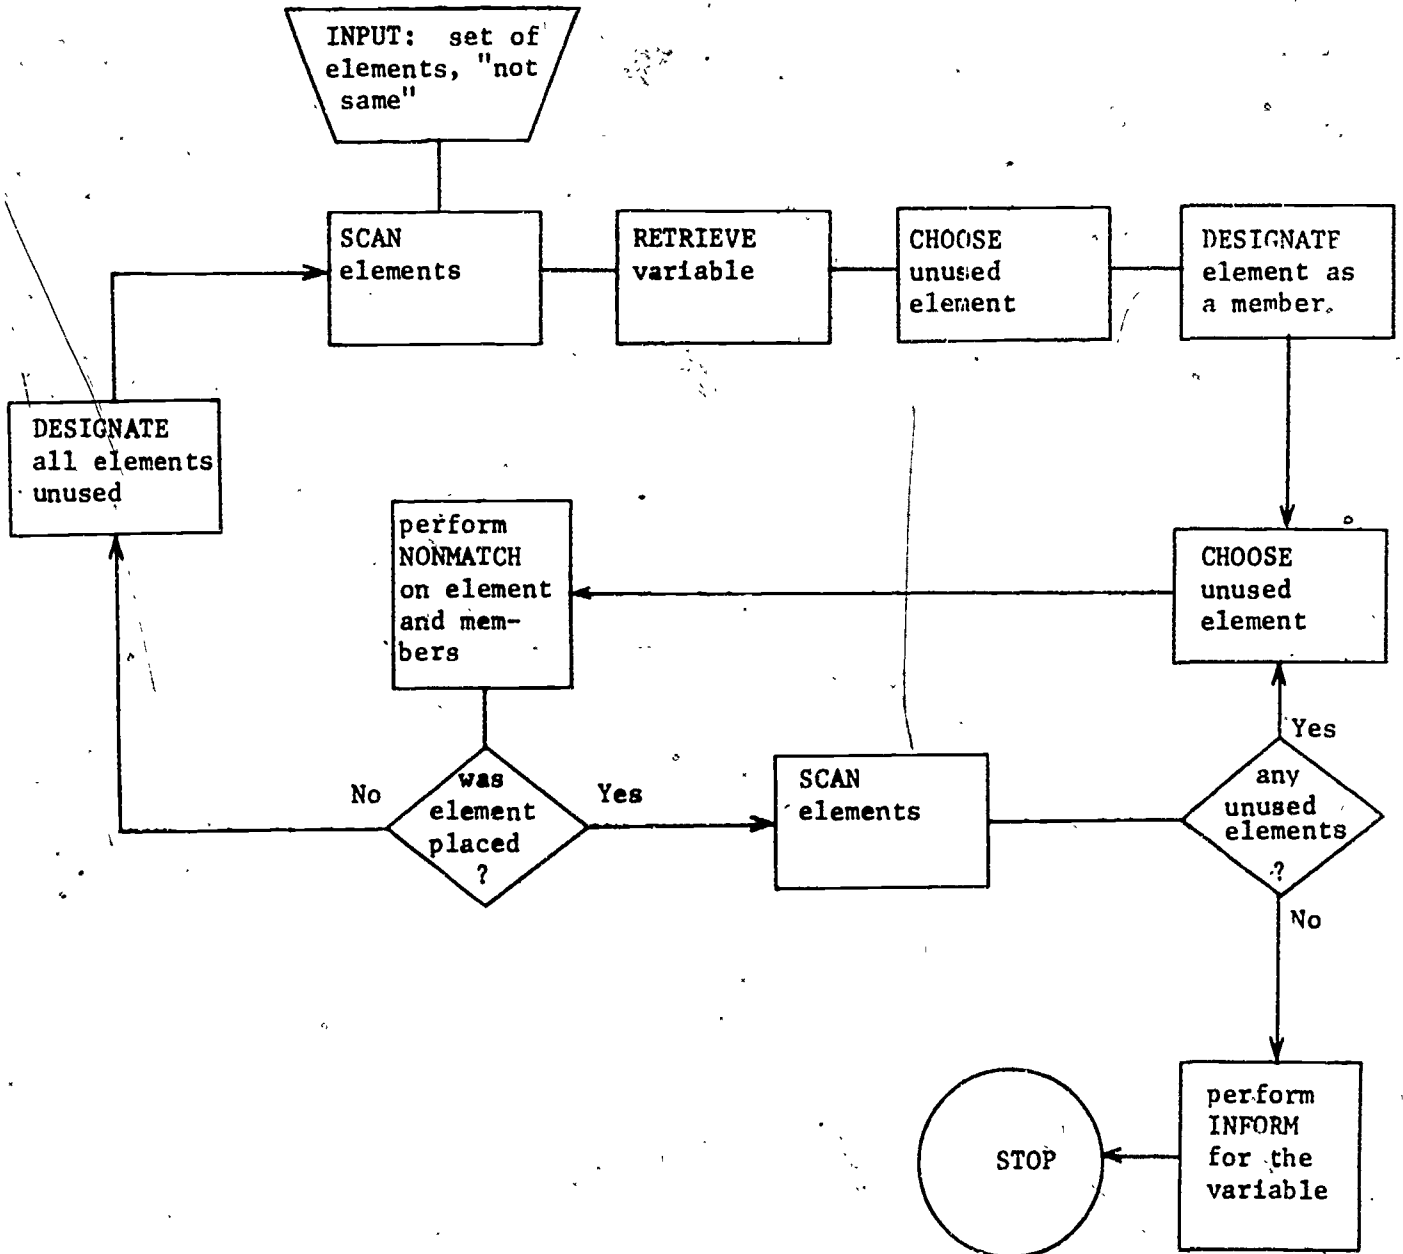 INPUT: set of
elements, "not
same"
SCAN
elements
RETRIEVE
variable
CHOOSE
unused
element
DESIGNATE
element as
a member.
DESIGNATE
all elements
unused
perform
NONMATCH
on element
and mem-
bers
CHOOSE
unused
element
was
element
placed
?
No
Yes
SCAN
elements
any
unused
elements
?
Yes
No
perform
INFORM
for the
variable
STOP